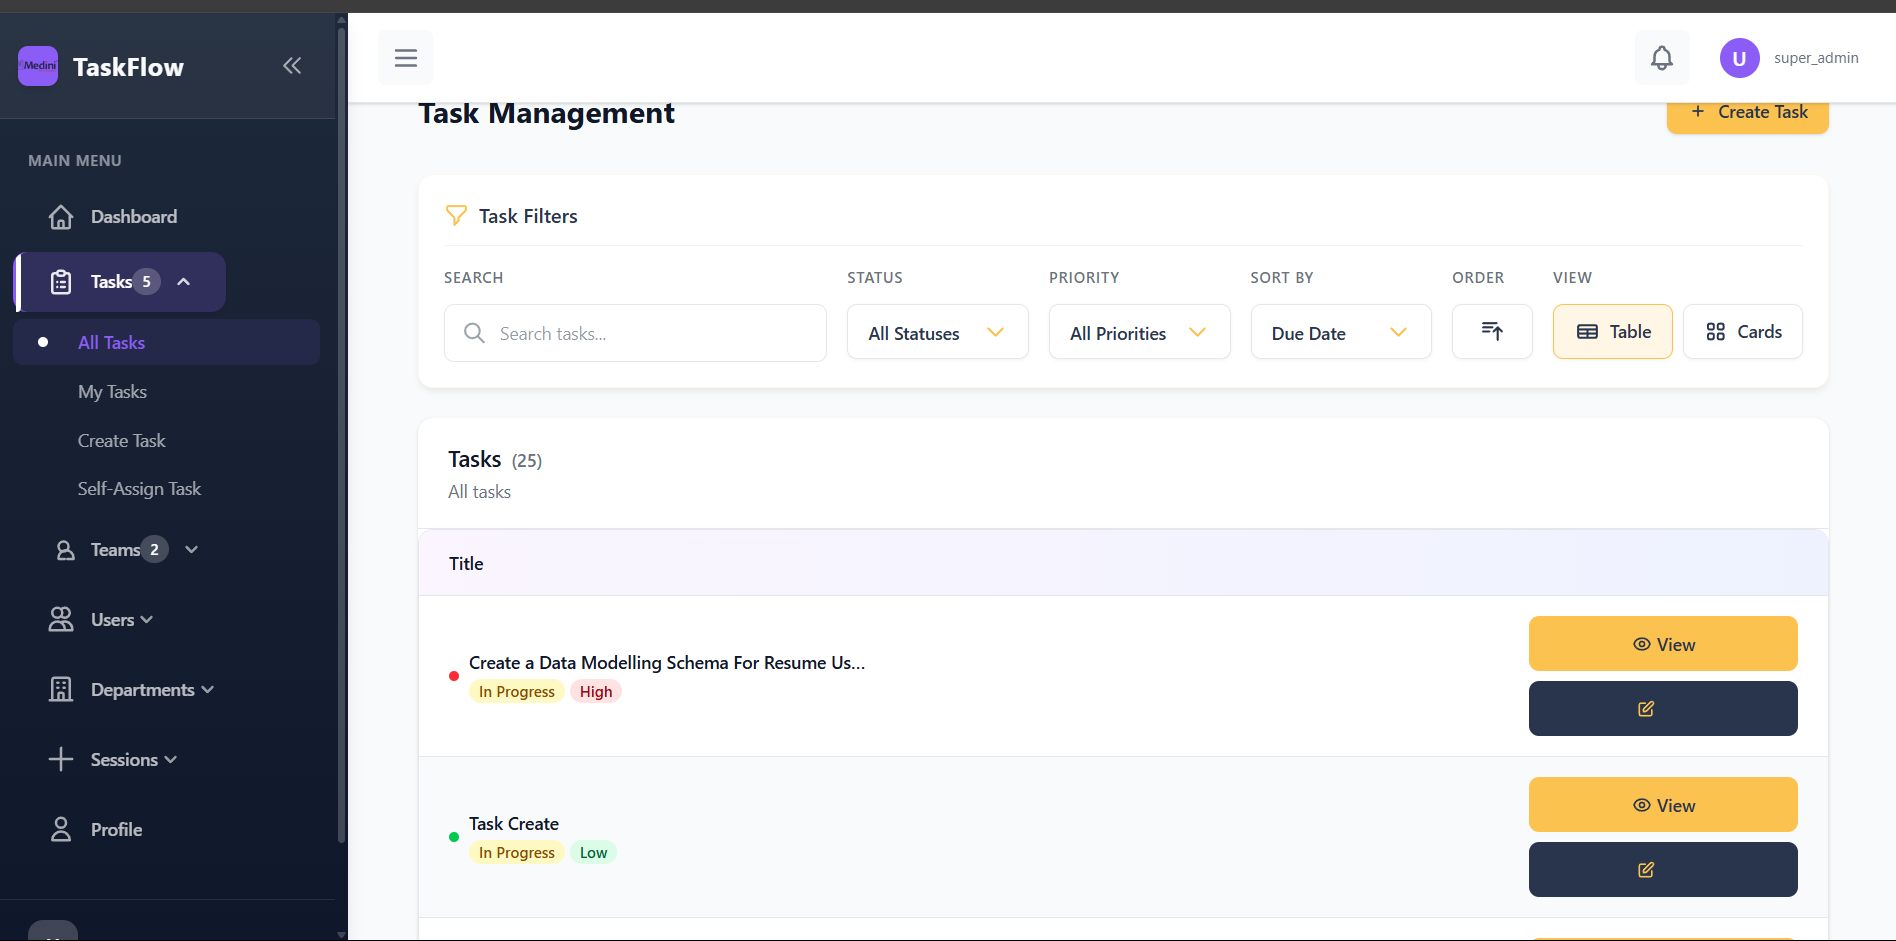 Medini
TaskFlow
MAIN MENU
Dashboard
Tasks 5
All Tasks
My Tasks
Create Task
Self-Assign Task
Teams 2
Users
Departments
Sessions
Profile
U
super_admin
Task Management
+ Create Task
Task Filters
SEARCH
STATUS
PRIORITY
SORT BY
ORDER
VIEW
Search tasks...
All Statuses
All Priorities
Due Date
Table
Cards
Tasks (25)
All tasks
Title
Create a Data Modelling Schema For Resume Us...
In Progress
High
View
Task Create
In Progress
Low
View